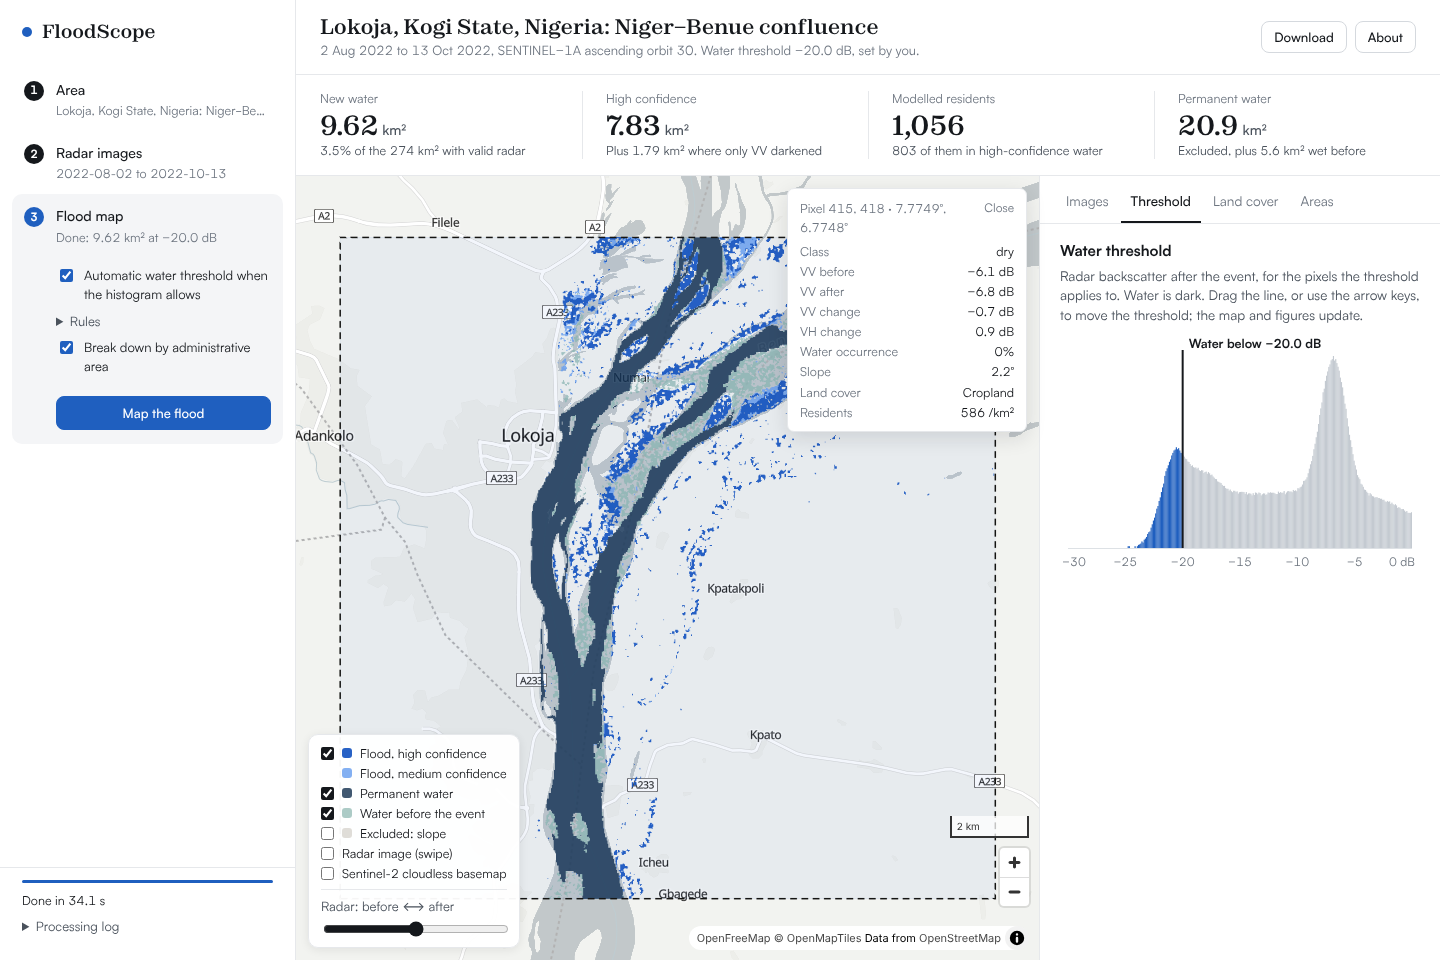 FloodScope
1
Area
Lokoja, Kogi State, Nigeria: Niger–Be...
2
Radar images
2022-08-02 to 2022-10-13
3
Flood map
Done: 9.62 km² at −20.0 dB
Automatic water threshold when
the histogram allows
Rules
Break down by administrative
area
Map the flood
Done in 34.1 s
Processing log
Lokoja, Kogi State, Nigeria: Niger–Benue confluence
2 Aug 2022 to 13 Oct 2022, SENTINEL-1A ascending orbit 30. Water threshold −20.0 dB, set by you.
Download
About
New water
9.62 km²
3.5% of the 274 km² with valid radar
High confidence
7.83 km²
Plus 1.79 km² where only VV darkened
Modelled residents
1,056
803 of them in high-confidence water
Permanent water
20.9 km²
Excluded, plus 5.6 km² wet before
A2
Filele
A2
A233
Numai
Adankolo
Lokoja
A233
Kpatakpoli
A233
Kpato
A233
A233
Icheu
Gbagede
Pixel 415, 418 · 7.7749°,
6.7748°
Close
Class dry
VV before −6.1 dB
VV after −6.8 dB
VV change −0.7 dB
VH change 0.9 dB
Water occurrence 0%
Slope 2.2°
Land cover Cropland
Residents 586 /km²
Flood, high confidence
Flood, medium confidence
Permanent water
Water before the event
Excluded: slope
Radar image (swipe)
Sentinel-2 cloudless basemap
Radar: before ⟷ after
2 km
+
−
OpenFreeMap © OpenMapTiles Data from OpenStreetMap
Images
Threshold
Land cover
Areas
Water threshold
Radar backscatter after the event, for the pixels the threshold
applies to. Water is dark. Drag the line, or use the arrow keys,
to move the threshold; the map and figures update.
Water below −20.0 dB
−30 −25 −20 −15 −10 −5 0 dB